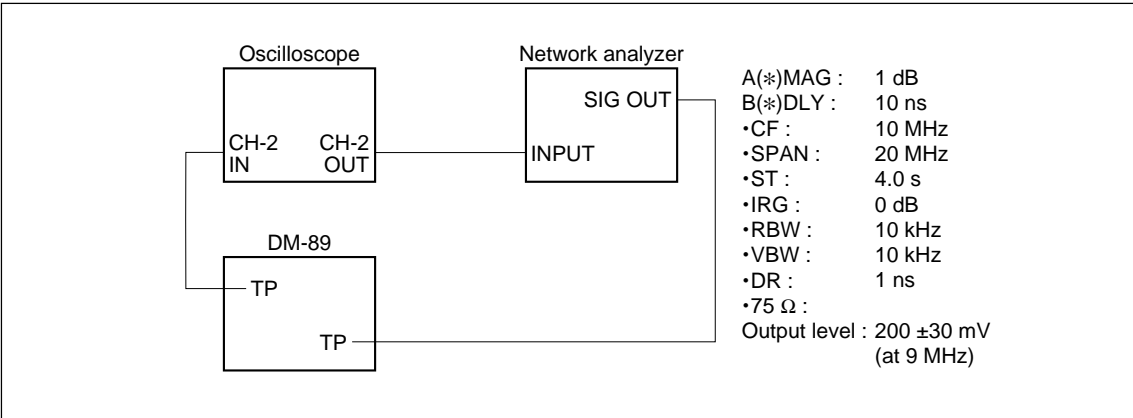 Oscilloscope
CH-2 IN
CH-2 OUT
Network analyzer
SIG OUT
INPUT
DM-89
TP
TP
A(∗)MAG : 1 dB
B(∗)DLY : 10 ns
･CF : 10 MHz
･SPAN : 20 MHz
･ST : 4.0 s
･IRG : 0 dB
･RBW : 10 kHz
･VBW : 10 kHz
･DR : 1 ns
･75 Ω :
Output level : 200 ±30 mV
(at 9 MHz)